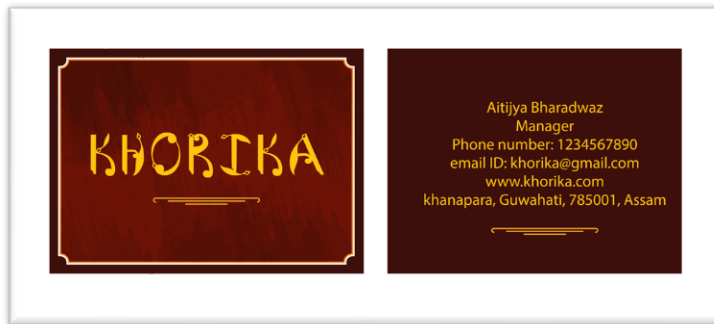 KHORIKA
Aitijya Bharadwaz
Manager
Phone number: 1234567890
email ID: khorika@gmail.com
www.khorika.com
khanapara, Guwahati, 785001, Assam